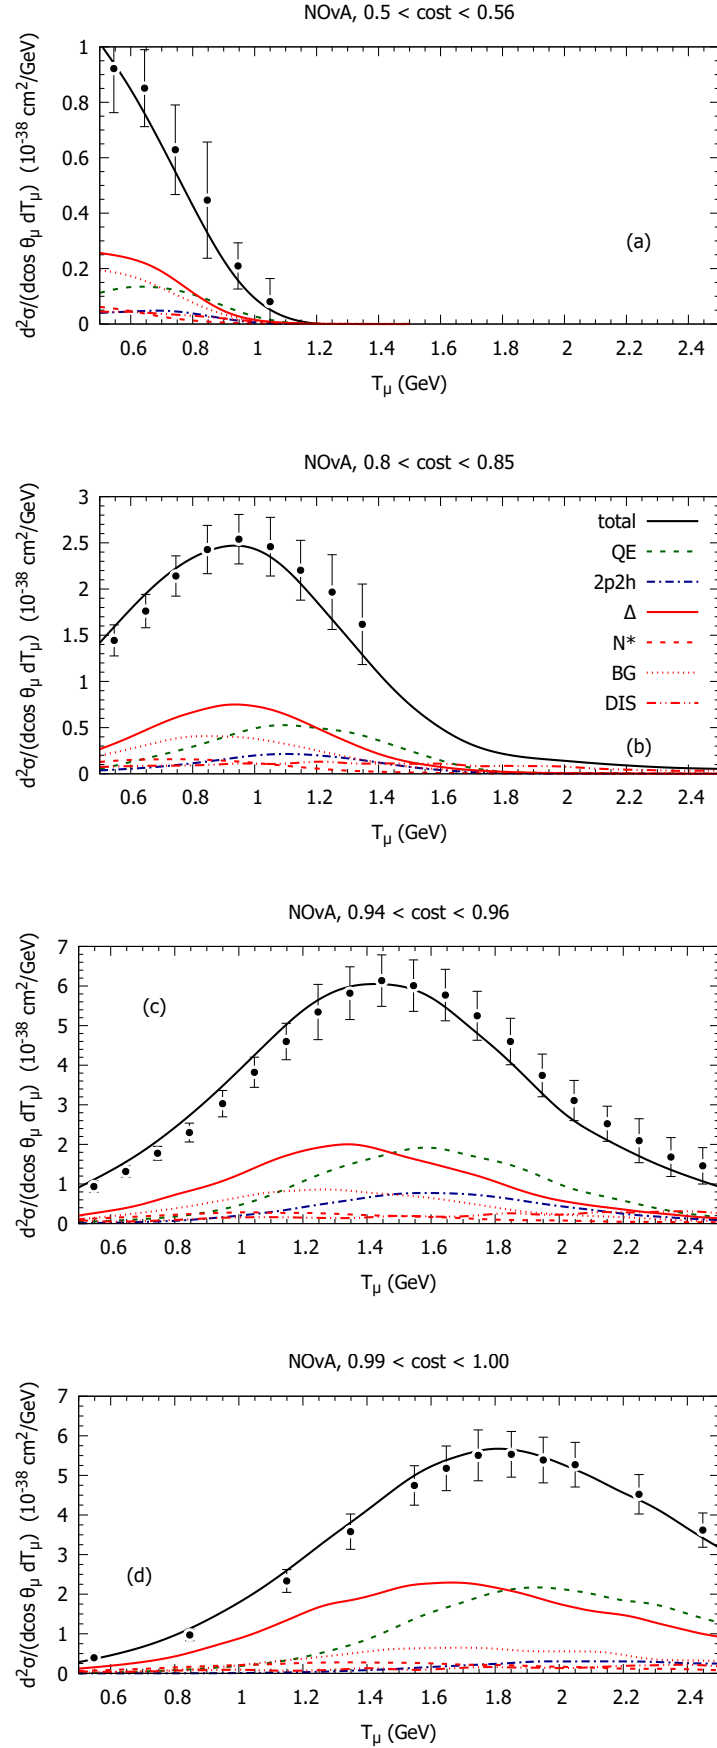 NOvA, 0.5 < cost < 0.56
d²σ/(dcos θμ dTμ) (10⁻³⁸ cm²/GeV)
1
0.8
0.6
0.4
0.2
0
(a)
0.6 0.8 1 1.2 1.4 1.6 1.8 2 2.2 2.4
Tμ (GeV)
NOvA, 0.8 < cost < 0.85
d²σ/(dcos θμ dTμ) (10⁻³⁸ cm²/GeV)
3
2.5
2
1.5
1
0.5
0
total
QE
2p2h
Δ
N*
BG
DIS
(b)
0.6 0.8 1 1.2 1.4 1.6 1.8 2 2.2 2.4
Tμ (GeV)
NOvA, 0.94 < cost < 0.96
d²σ/(dcos θμ dTμ) (10⁻³⁸ cm²/GeV)
7
6
5
4
3
2
1
0
(c)
0.6 0.8 1 1.2 1.4 1.6 1.8 2 2.2 2.4
Tμ (GeV)
NOvA, 0.99 < cost < 1.00
d²σ/(dcos θμ dTμ) (10⁻³⁸ cm²/GeV)
7
6
5
4
3
2
1
0
(d)
0.6 0.8 1 1.2 1.4 1.6 1.8 2 2.2 2.4
Tμ (GeV)